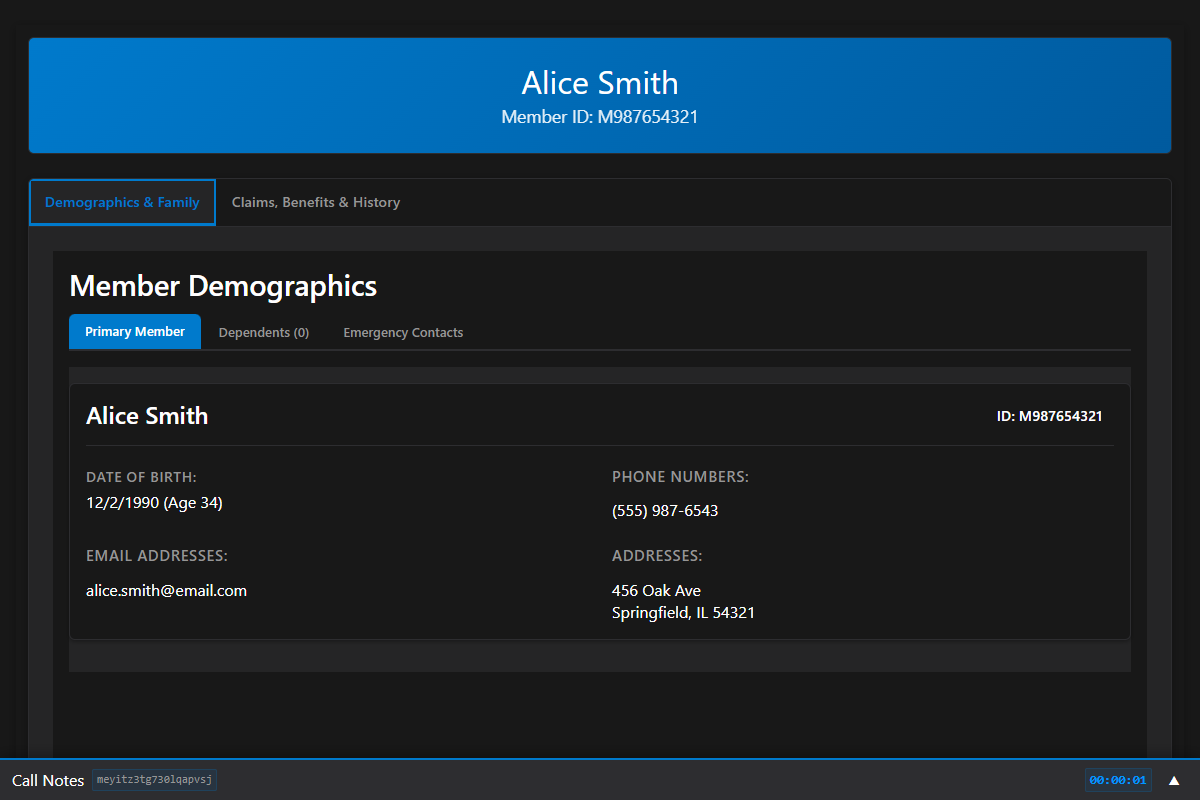 Alice Smith
Member ID: M987654321
Demographics & Family
Claims, Benefits & History
Member Demographics
Primary Member
Dependents (0)
Emergency Contacts
Alice Smith
ID: M987654321
DATE OF BIRTH:
12/2/1990 (Age 34)
PHONE NUMBERS:
(555) 987-6543
EMAIL ADDRESSES:
alice.smith@email.com
ADDRESSES:
456 Oak Ave
Springfield, IL 54321
Call Notes
meyitz3tg730lqapvsj
00:00:01